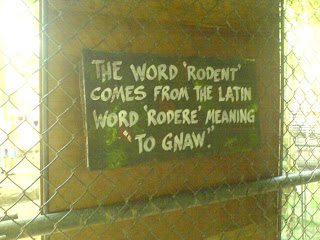 THE WORD 'RODENT'
COMES FROM THE LATIN
WORD 'RODERE' MEANING
"TO GNAW."